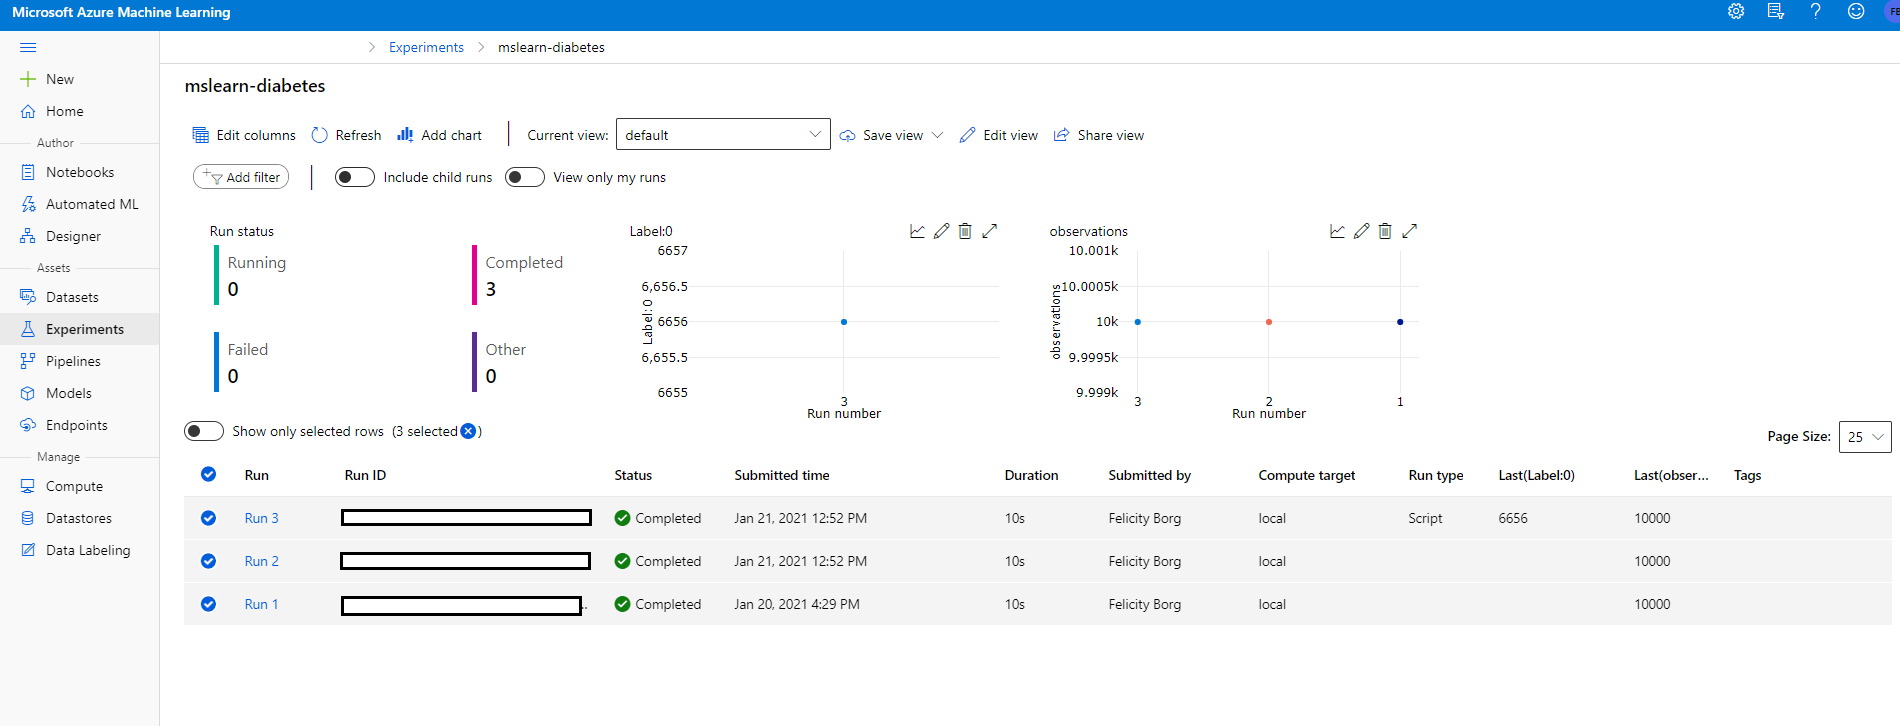 Microsoft Azure Machine Learning
FB
Experiments
mslearn-diabetes
New
Home
Author
Notebooks
Automated ML
Designer
Assets
Datasets
Experiments
Pipelines
Models
Endpoints
Manage
Compute
Datastores
Data Labeling
mslearn-diabetes
Edit columns Refresh Add chart Current view: default Save view Edit view Share view
Add filter Include child runs View only my runs
Run status
Running
0
Completed
3
Failed
0
Other
0
Label:0
6657
6,656.5
6656
6,655.5
6655
Label:0
3
Run number
observations
10.001k
10.0005k
10k
9.9995k
9.999k
observations
3 2 1
Run number
Show only selected rows (3 selected )
Page Size: 25
Run Run ID Status Submitted time Duration Submitted by Compute target Run type Last(Label:0) Last(obser... Tags
Run 3 Completed Jan 21, 2021 12:52 PM 10s Felicity Borg local Script 6656 10000
Run 2 Completed Jan 21, 2021 12:52 PM 10s Felicity Borg local 10000
Run 1 .. Completed Jan 20, 2021 4:29 PM 10s Felicity Borg local 10000